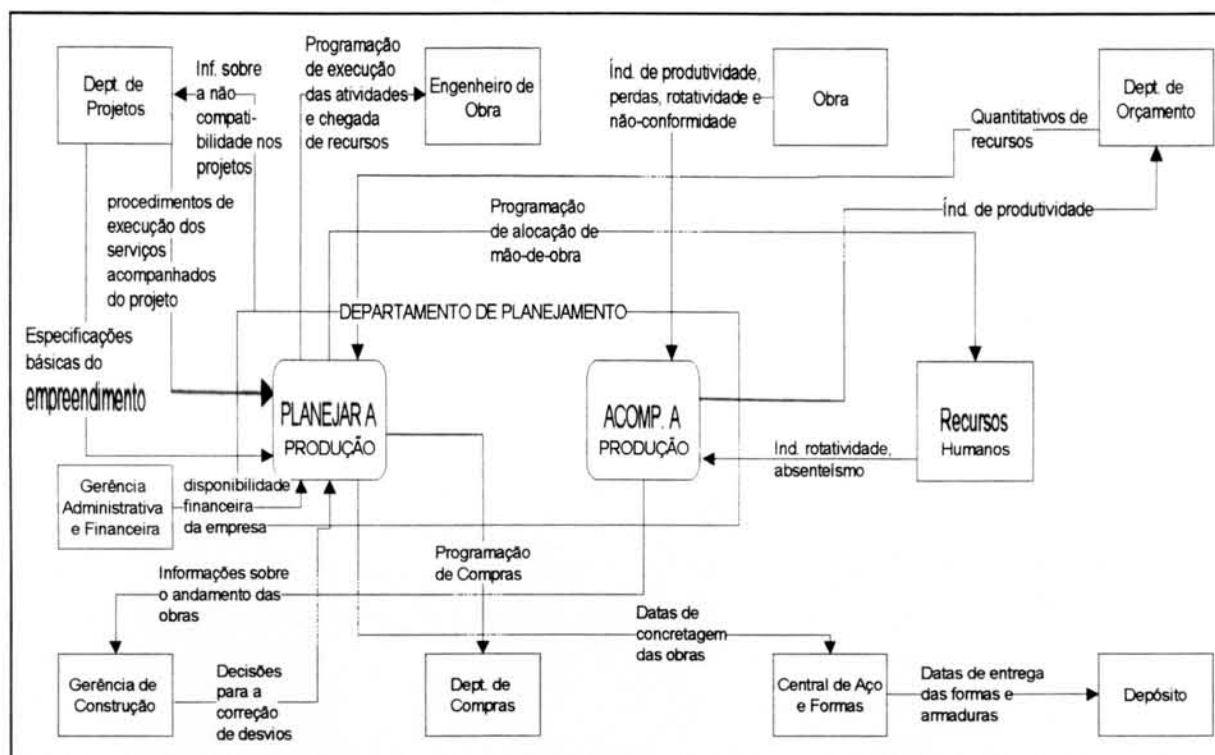 Dept. de
Projetos
Inf. sobre
a não
compati-
bilidade nos
projetos
Programação
de execução
das atividades
e chegada
de recursos
Engenheiro de
Obra
Índ. de produtividade,
perdas, rotatividade e
não-conformidade
Obra
Quantitativos de
recursos
Dept. de
Orçamento
procedimentos de
execução dos
serviços
acompanhados
do projeto
Programação
de alocação de
mão-de-obra
Índ. de produtividade
Especificações
básicas do
empreendimento
DEPARTAMENTO DE PLANEJAMENTO
PLANEJAR A
PRODUÇÃO
ACOMP. A
PRODUÇÃO
Recursos
Humanos
Ind. rotatividade,
absenteísmo
Gerência
Administrativa
e Financeira
disponibilidade
financeira
da empresa
Informações sobre
o andamento das
obras
Programação
de Compras
Datas de
concretagem
das obras
Gerência de
Construção
Decisões
para a
correção
de desvios
Dept. de
Compras
Central de Aço
e Formas
Datas de entrega
das formas e
armaduras
Depósito